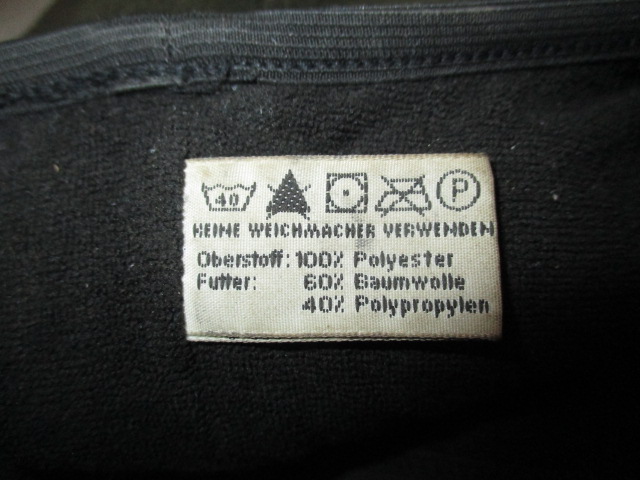 40 P
KEINE WEICHMACHER VERWENDEN
Oberstoff: 100% Polyester
Futter: 60% Baumwolle
40% Polypropylen